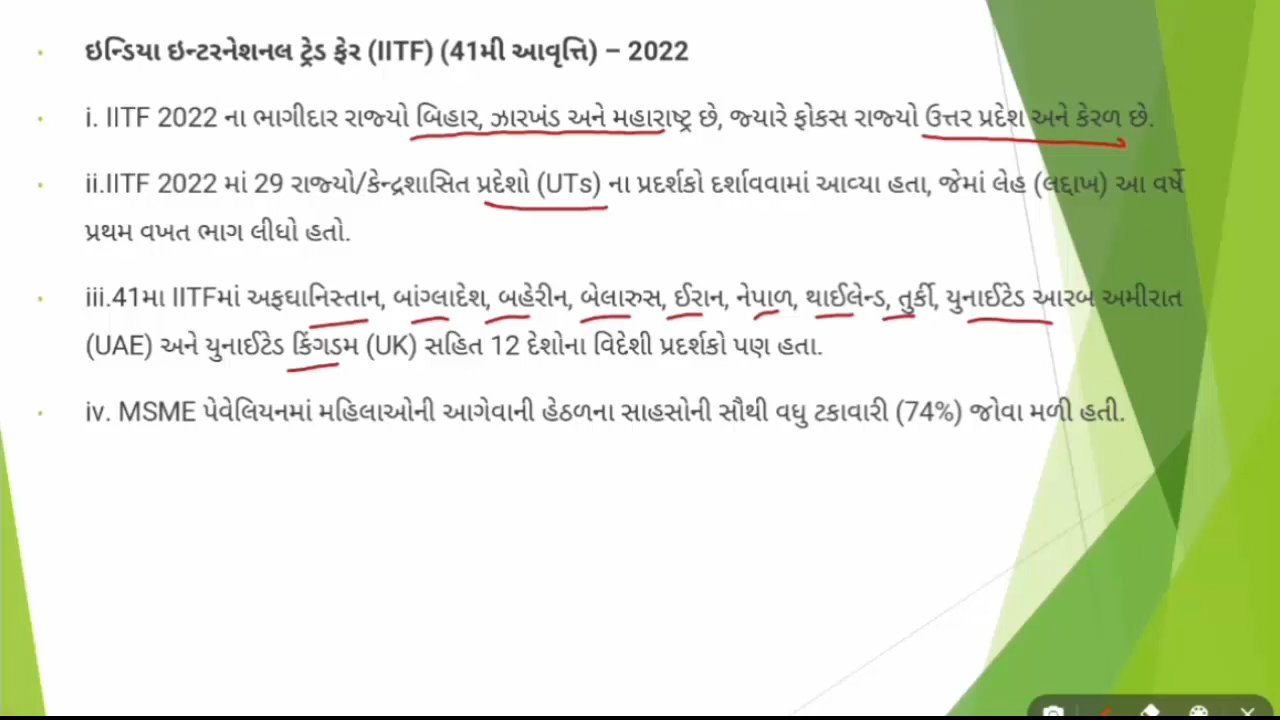 ઇન્ડિયા ઇન્ટરનેશનલ ટ્રેડ ફેર (IITF) (41મી આવૃત્તિ) – 2022
i. IITF 2022 ના ભાગીદાર રાજ્યો બિહાર, ઝારખંડ અને મહારાષ્ટ્ર છે, જ્યારે ફોકસ રાજ્યો ઉત્તર પ્રદેશ અને કેરળ છે.
ii.IITF 2022 માં 29 રાજ્યો/કેન્દ્રશાસિત પ્રદેશો (UTs) ના પ્રદર્શકો દર્શાવવામાં આવ્યા હતા, જેમાં લેહ (લદ્દાખ) આ વર્ષે
પ્રથમ વખત ભાગ લીધો હતો.
iii.41મા IITFમાં અફઘાનિસ્તાન, બાંગ્લાદેશ, બહેરીન, બેલારુસ, ઈરાન, નેપાળ, થાઈલેન્ડ, તુર્કી, યુનાઈટેડ આરબ અમીરાત
(UAE) અને યુનાઈટેડ કિંગડમ (UK) સહિત 12 દેશોના વિદેશી પ્રદર્શકો પણ હતા.
iv. MSME પેવેલિયનમાં મહિલાઓની આગેવાની હેઠળના સાહસોની સૌથી વધુ ટકાવારી (74%) જોવા મળી હતી.